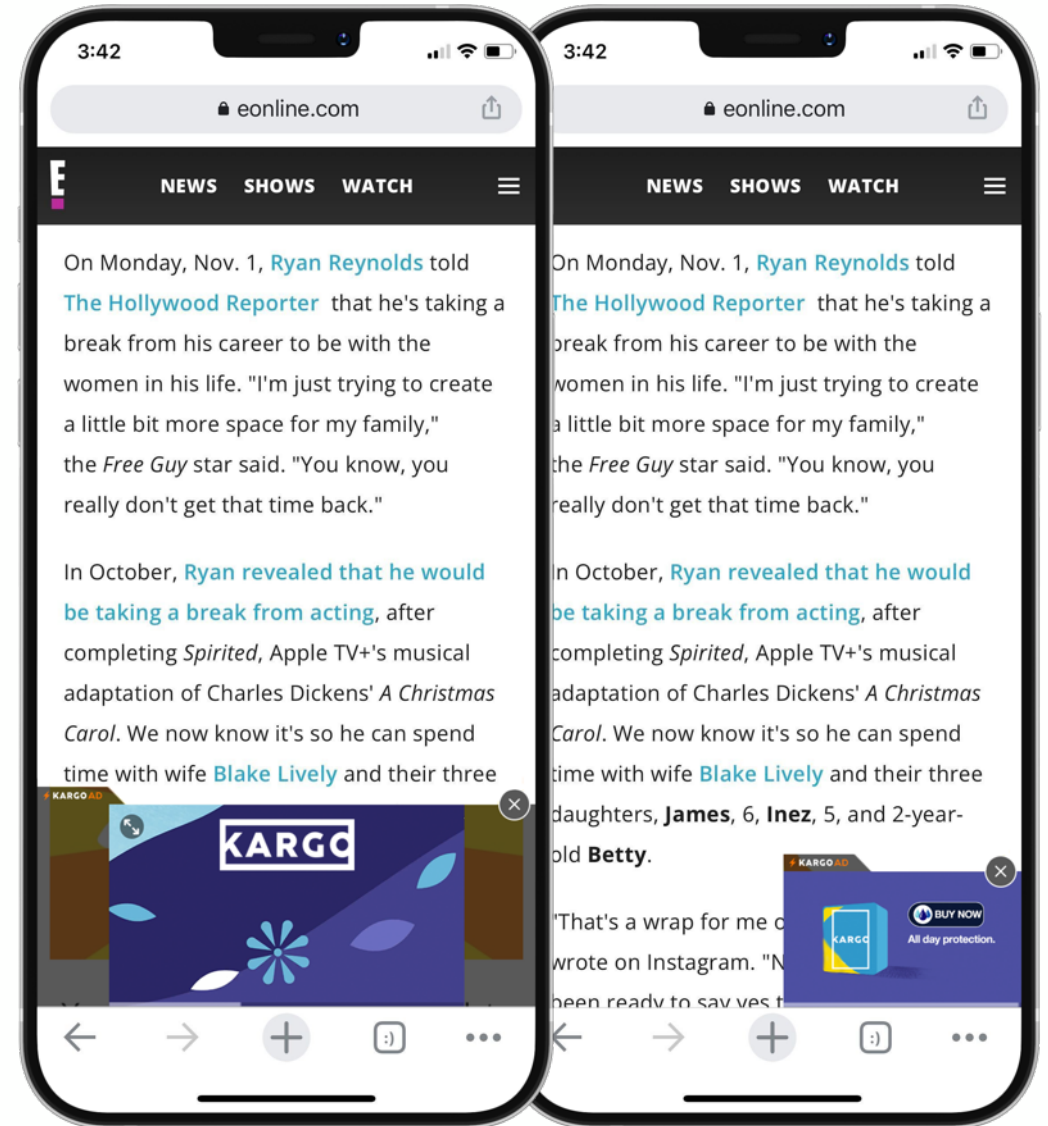 3:42
eonline.com
E
NEWS SHOWS WATCH
On Monday, Nov. 1, Ryan Reynolds told
The Hollywood Reporter that he's taking a
break from his career to be with the
women in his life. "I'm just trying to create
a little bit more space for my family,"
the Free Guy star said. "You know, you
really don't get that time back."
In October, Ryan revealed that he would
be taking a break from acting, after
completing Spirited, Apple TV+'s musical
adaptation of Charles Dickens' A Christmas
Carol. We now know it's so he can spend
time with wife Blake Lively and their three
KARGO AD
KARGO
:)
3:42
eonline.com
NEWS SHOWS WATCH
On Monday, Nov. 1, Ryan Reynolds told
The Hollywood Reporter that he's taking a
break from his career to be with the
women in his life. "I'm just trying to create
a little bit more space for my family,"
the Free Guy star said. "You know, you
really don't get that time back."
In October, Ryan revealed that he would
be taking a break from acting, after
completing Spirited, Apple TV+'s musical
adaptation of Charles Dickens' A Christmas
Carol. We now know it's so he can spend
time with wife Blake Lively and their three
daughters, James, 6, Inez, 5, and 2-year-
old Betty.
"That's a wrap for me o
wrote on Instagram. "N
been ready to say yes t
KARGO AD
KARGO
BUY NOW
All day protection.
:)